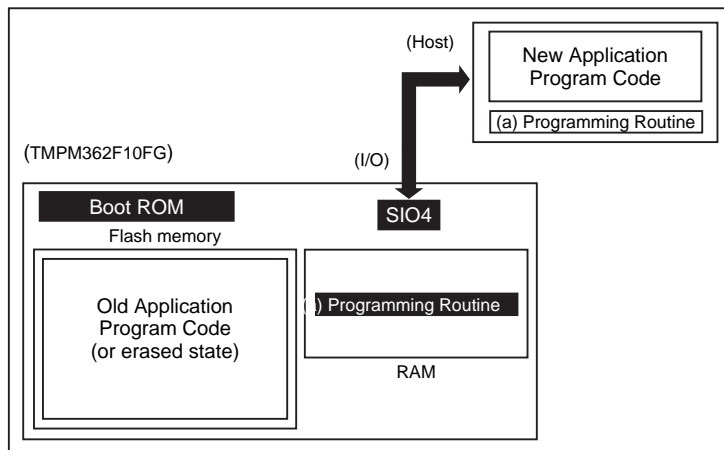 (Host)
New Application
Program Code
(a) Programming Routine
(TMPM362F10FG)
(I/O)
Boot ROM
SIO4
Flash memory
Old Application
Program Code
(or erased state)
(a) Programming Routine
RAM